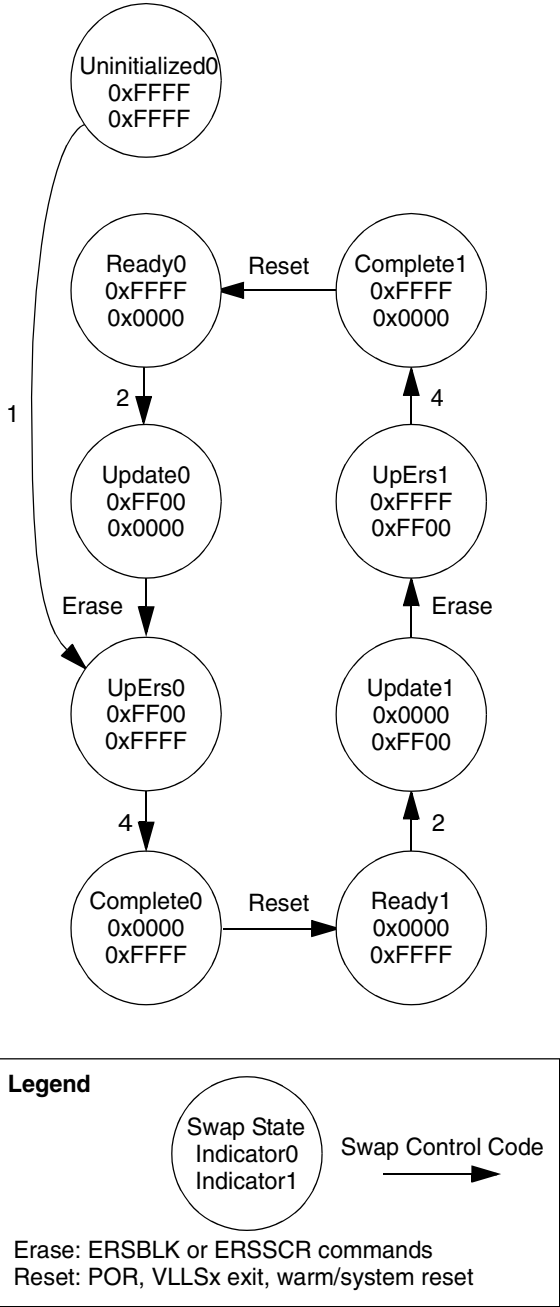 Uninitialized0
0xFFFF
0xFFFF
Ready0
0xFFFF
0x0000
Reset
Complete1
0xFFFF
0x0000
1
2
4
Update0
0xFF00
0x0000
UpErs1
0xFFFF
0xFF00
Erase
Erase
UpErs0
0xFF00
0xFFFF
Update1
0x0000
0xFF00
4
2
Complete0
0x0000
0xFFFF
Reset
Ready1
0x0000
0xFFFF
Legend
Swap State
Indicator0
Indicator1
Swap Control Code
Erase: ERSBLK or ERSSCR commands
Reset: POR, VLLSx exit, warm/system reset